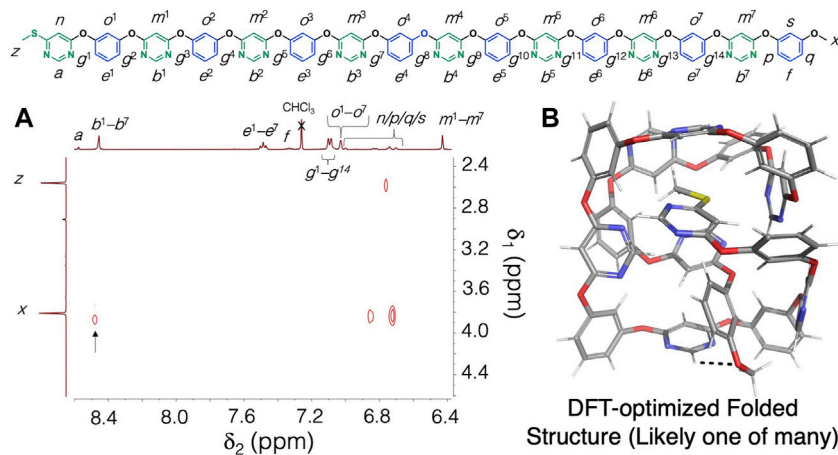 n o¹ m¹ o² m² o³ m³ o⁴ m⁴ o⁵ m⁵ o⁶ m⁶ o⁷ m⁷ s
S O O O O O O O O O O O O O O O O
z N N N N N N N N N N N N N N N N x
g¹ g² g³ g⁴ g⁵ g⁶ g⁷ g⁸ g⁹ g¹⁰ g¹¹ g¹² g¹³ g¹⁴ p q
a e¹ b¹ e² b² e³ b³ e⁴ b⁴ e⁵ b⁵ e⁶ b⁶ e⁷ b⁷ f
A
CHCl₃
o¹–o⁷
a b¹–b⁷ e¹–e⁷ f n/p/q/s m¹–m⁷
g¹–g¹⁴
z
x
2.4
2.8
3.2
3.6
4.0
4.4
δ₁ (ppm)
8.4 8.0 7.6 7.2 6.8 6.4
δ₂ (ppm)
B
DFT-optimized Folded
Structure (Likely one of many)